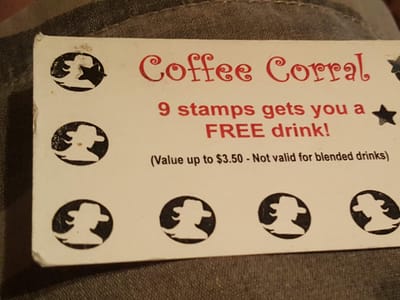 Coffee Corral
9 stamps gets you a
FREE drink!
(Value up to $3.50 - Not valid for blended drinks)